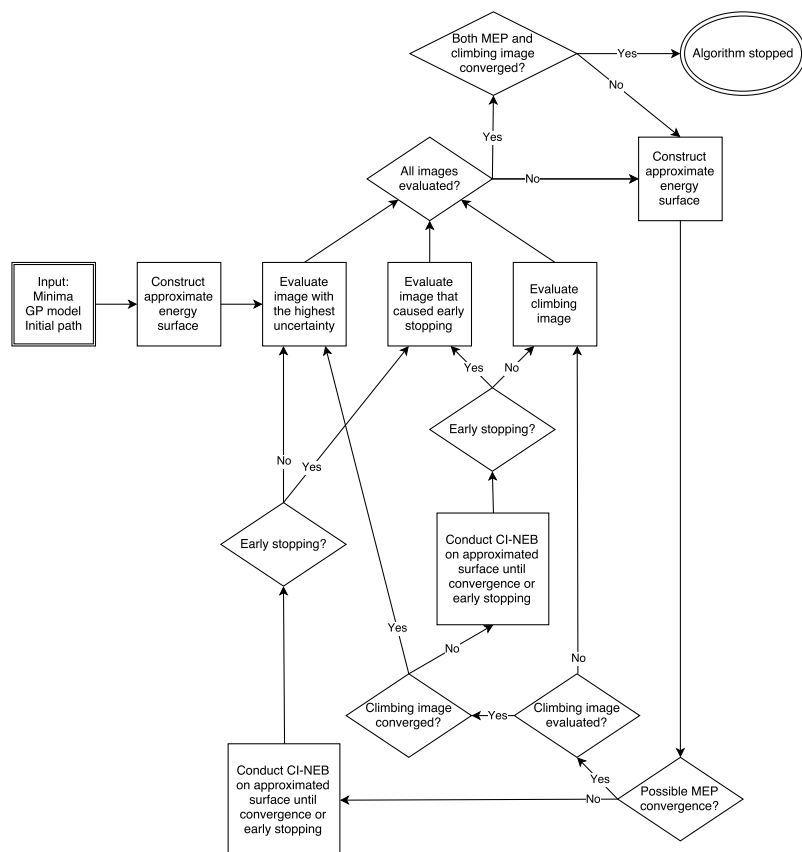 Both MEP and
climbing image
converged?
Yes
Algorithm stopped
No
Yes
All images
evaluated?
No
Construct
approximate
energy
surface
Input:
Minima
GP model
Initial path
Construct
approximate
energy
surface
Evaluate
image with
the highest
uncertainty
Evaluate
image that
caused early
stopping
Evaluate
climbing
image
Yes
No
Early stopping?
No
Yes
Early stopping?
Conduct CI-NEB
on approximated
surface until
convergence or
early stopping
Yes
No
No
Climbing image
converged?
Yes
Climbing image
evaluated?
Conduct CI-NEB
on approximated
surface until
convergence or
early stopping
Yes
No
Possible MEP
convergence?